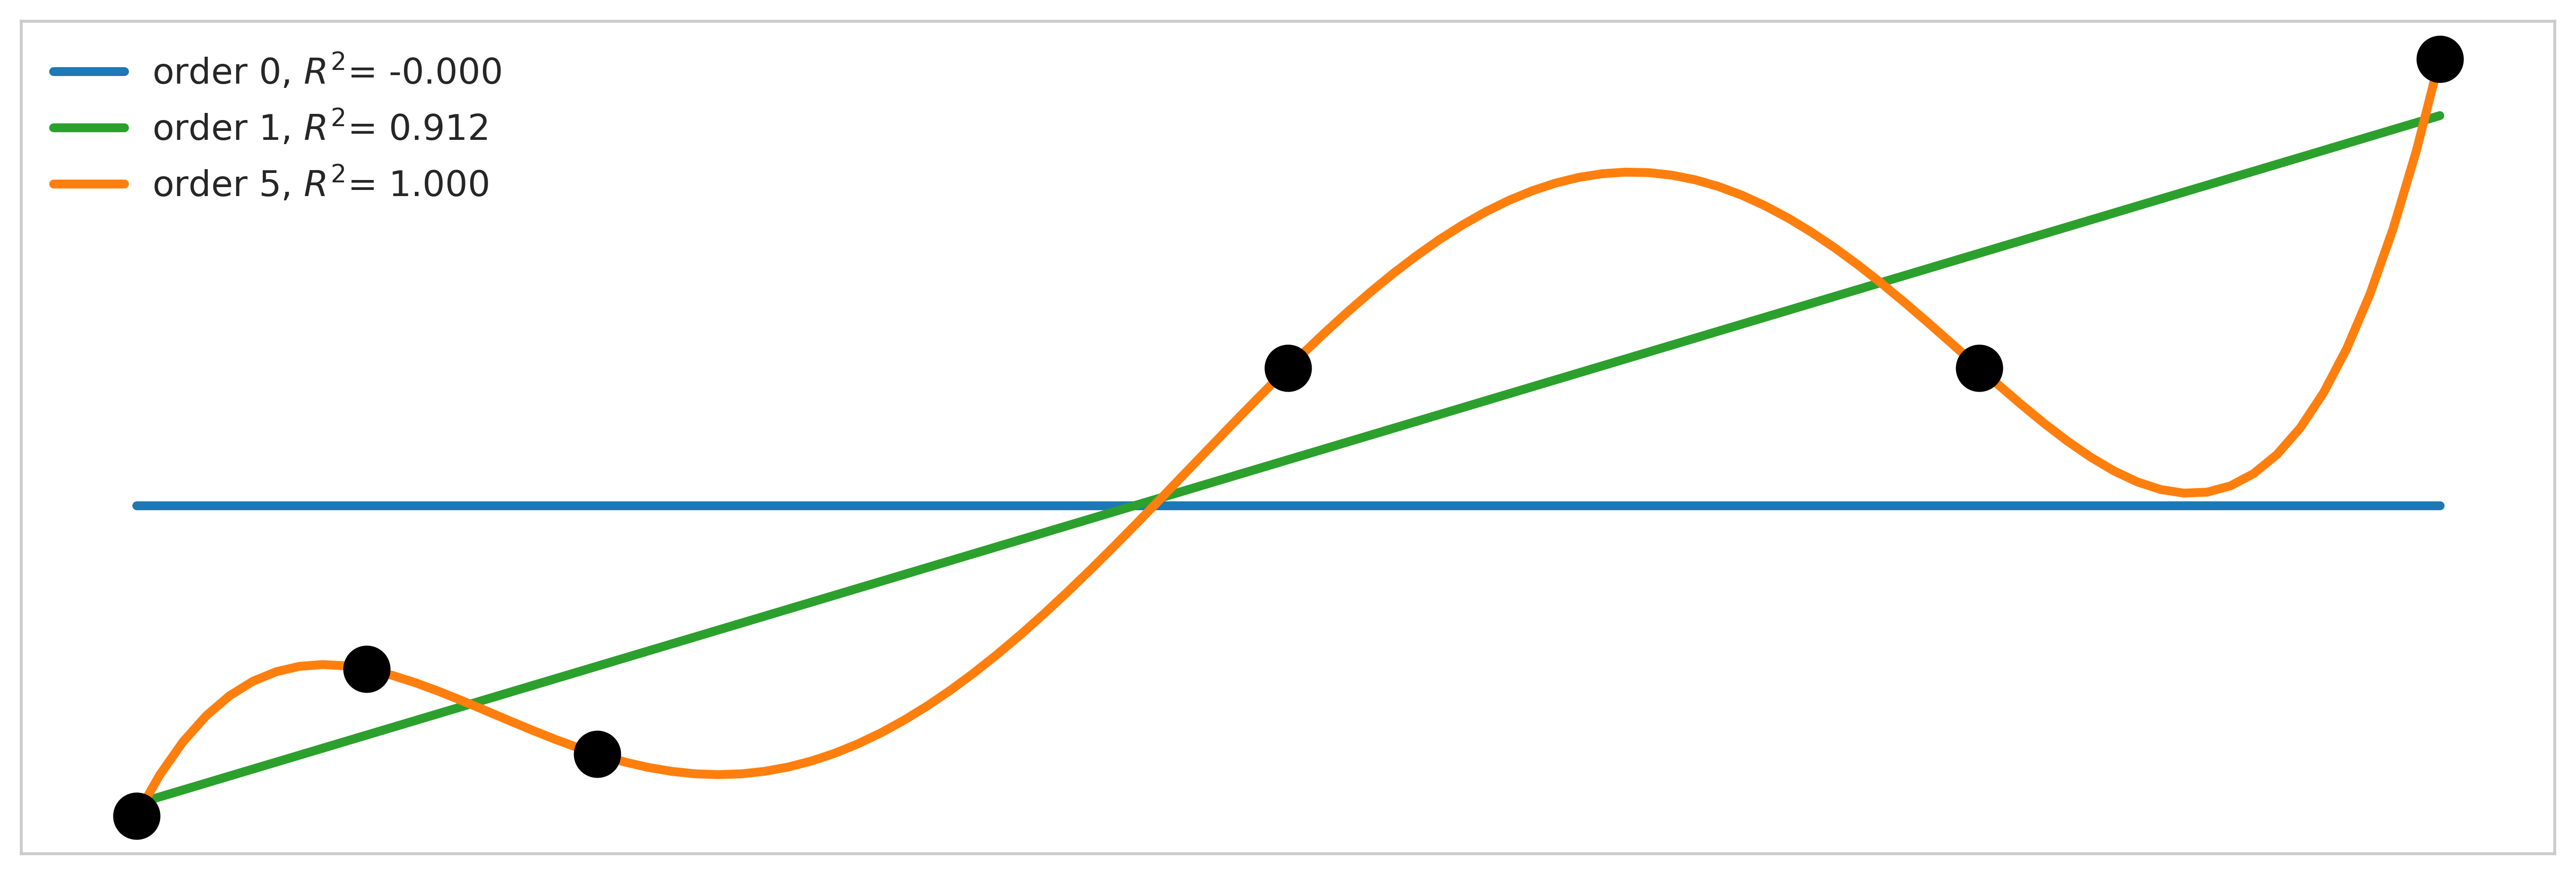 order 0, R²= -0.000
order 1, R²= 0.912
order 5, R²= 1.000